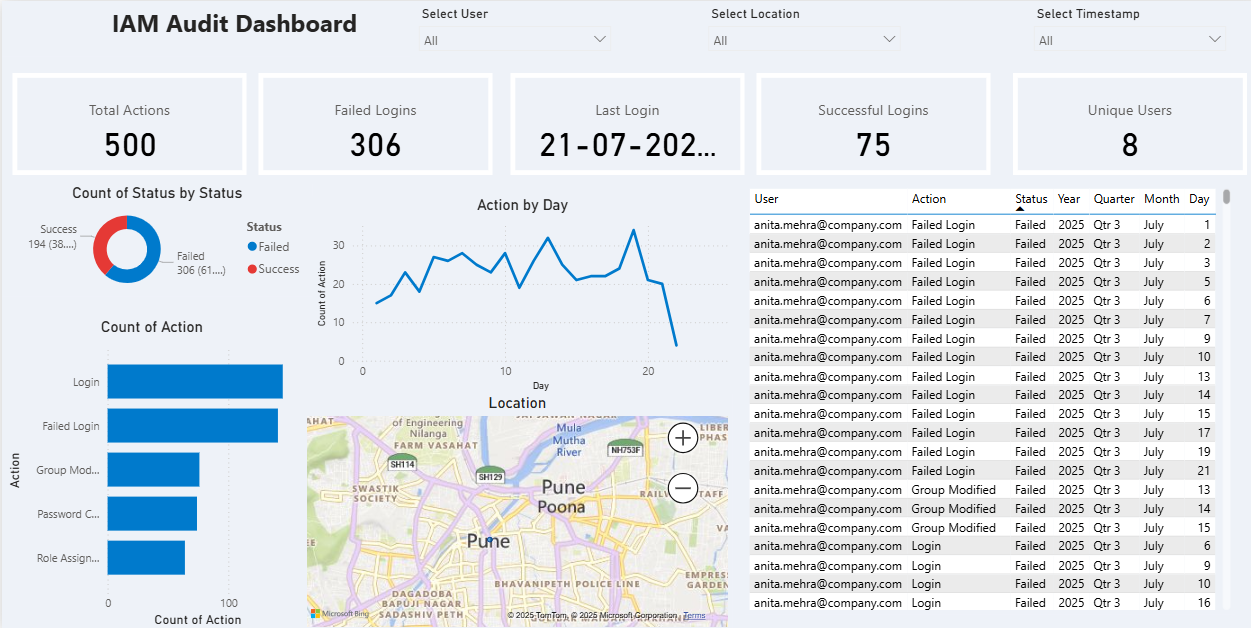 IAM Audit Dashboard
Select User
All
Select Location
All
Select Timestamp
All
Total Actions
500
Failed Logins
306
Last Login
21-07-202...
Successful Logins
75
Unique Users
8
Count of Status by Status
Success
194 (38....)
Failed
306 (61....)
Status
Failed
Success
Count of Action
Action
Login
Failed Login
Group Mod...
Password C...
Role Assign...
0 100
Count of Action
Action by Day
Count of Action
30
20
10
0
0 10 20
Day
Location
of Engineering
Nilanga
FARM VASAHAT
Mula
Mutha
River
SH114
SH129
NH753F
SWASTIK
SOCIETY
Pune
Poona
Pune
BHAVANIPETH POLICE LINE
DAGADOBA
BAPUJI NAGAR
SADASHIV PETH
EMPRES
GARDEN
Microsoft Bing
© 2025 TomTom, © 2025 Microsoft Corporation Terms
User Action Status Year Quarter Month Day
anita.mehra@company.com Failed Login Failed 2025 Qtr 3 July 1
anita.mehra@company.com Failed Login Failed 2025 Qtr 3 July 2
anita.mehra@company.com Failed Login Failed 2025 Qtr 3 July 3
anita.mehra@company.com Failed Login Failed 2025 Qtr 3 July 5
anita.mehra@company.com Failed Login Failed 2025 Qtr 3 July 6
anita.mehra@company.com Failed Login Failed 2025 Qtr 3 July 7
anita.mehra@company.com Failed Login Failed 2025 Qtr 3 July 9
anita.mehra@company.com Failed Login Failed 2025 Qtr 3 July 10
anita.mehra@company.com Failed Login Failed 2025 Qtr 3 July 13
anita.mehra@company.com Failed Login Failed 2025 Qtr 3 July 14
anita.mehra@company.com Failed Login Failed 2025 Qtr 3 July 15
anita.mehra@company.com Failed Login Failed 2025 Qtr 3 July 17
anita.mehra@company.com Failed Login Failed 2025 Qtr 3 July 19
anita.mehra@company.com Failed Login Failed 2025 Qtr 3 July 21
anita.mehra@company.com Group Modified Failed 2025 Qtr 3 July 13
anita.mehra@company.com Group Modified Failed 2025 Qtr 3 July 14
anita.mehra@company.com Group Modified Failed 2025 Qtr 3 July 15
anita.mehra@company.com Login Failed 2025 Qtr 3 July 6
anita.mehra@company.com Login Failed 2025 Qtr 3 July 9
anita.mehra@company.com Login Failed 2025 Qtr 3 July 10
anita.mehra@company.com Login Failed 2025 Qtr 3 July 16